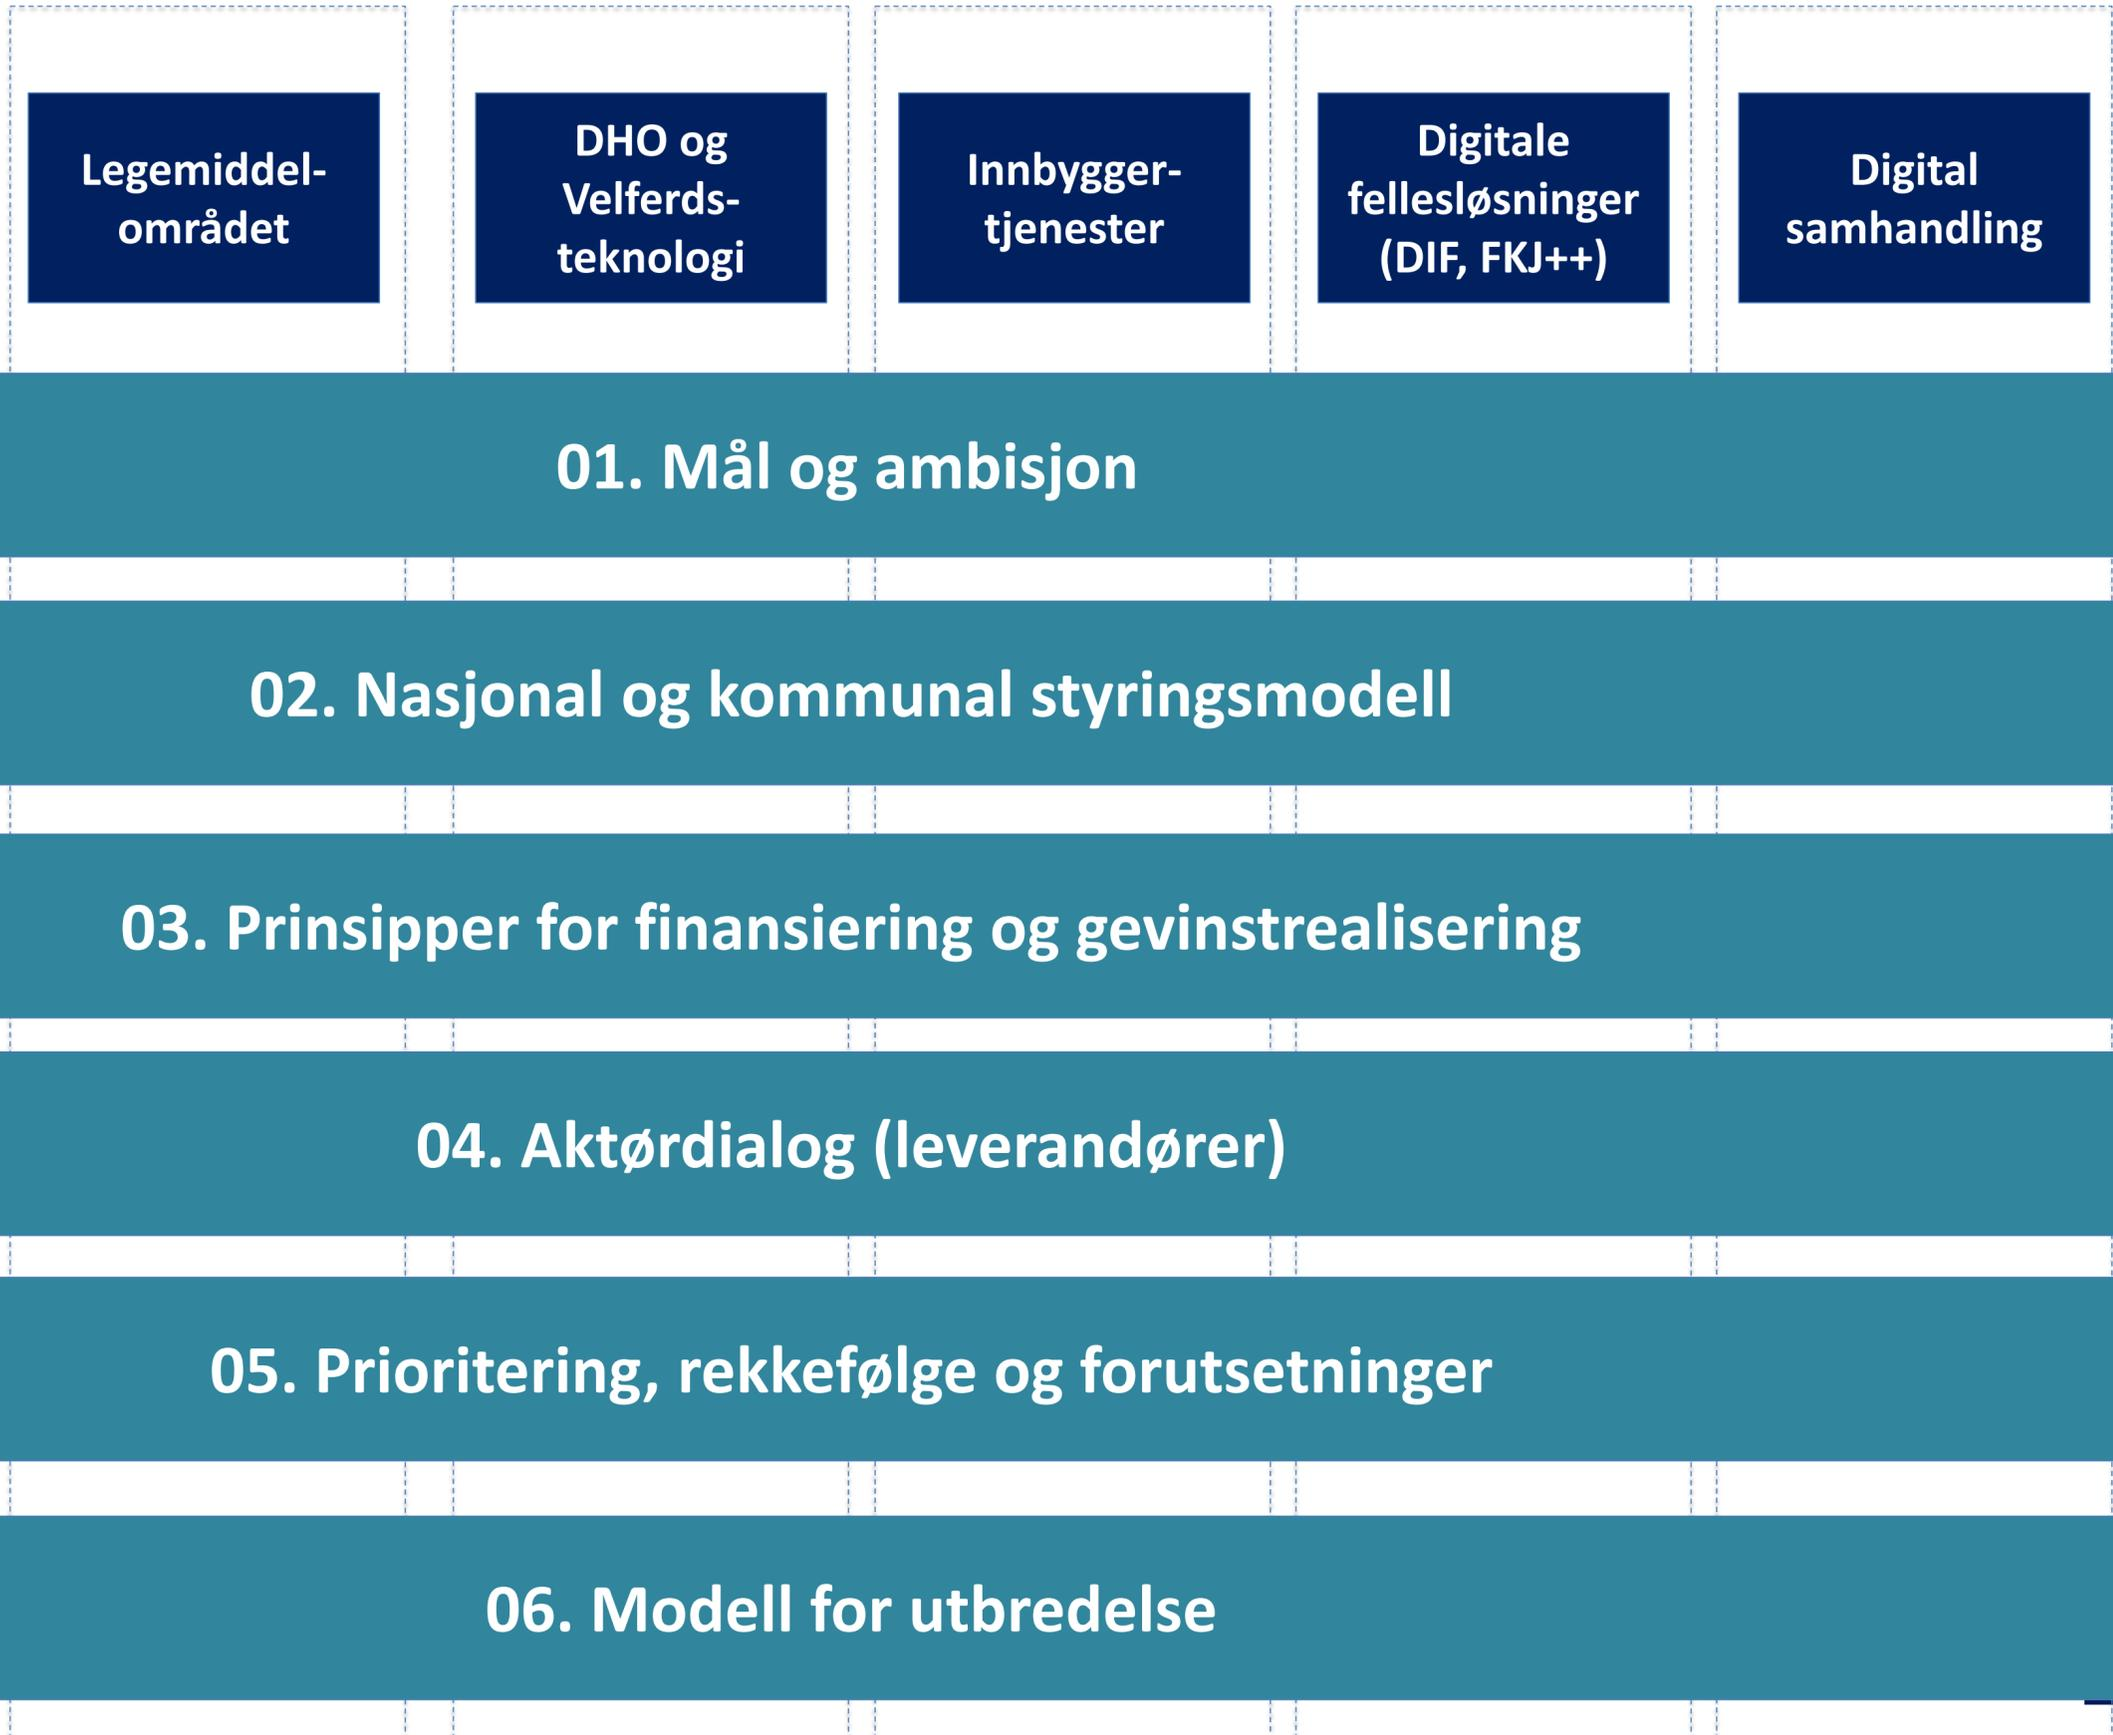 Legemiddel-
området
DHO og
Velferds-
teknologi
Innbygger-
tjenester
Digitale
fellesløsninger
(DIF, FKJ++)
Digital
samhandling
01. Mål og ambisjon
02. Nasjonal og kommunal styringsmodell
03. Prinsipper for finansiering og gevinstrealisering
04. Aktørdialog (leverandører)
05. Prioritering, rekkefølge og forutsetninger
06. Modell for utbredelse